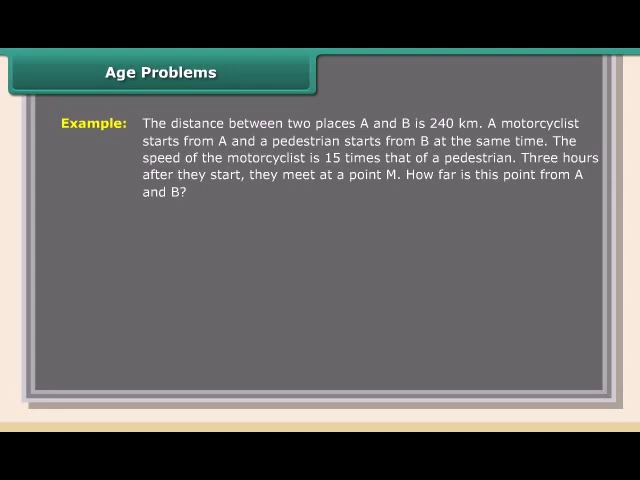 Age Problems
Example: The distance between two places A and B is 240 km. A motorcyclist
starts from A and a pedestrian starts from B at the same time. The
speed of the motorcyclist is 15 times that of a pedestrian. Three hours
after they start, they meet at a point M. How far is this point from A
and B?